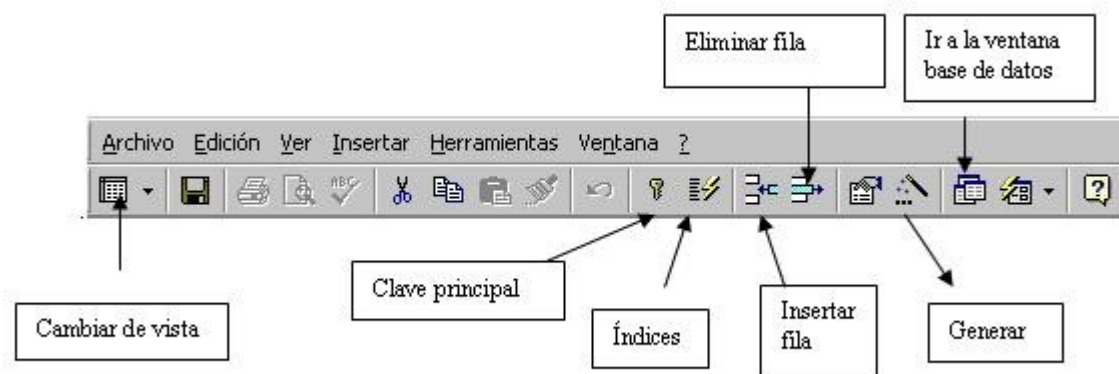 Eliminar fila
Ir a la ventana
base de datos
Archivo Edición Ver Insertar Herramientas Ventana ?
ABC
Clave principal
Cambiar de vista
Índices
Insertar
fila
Generar